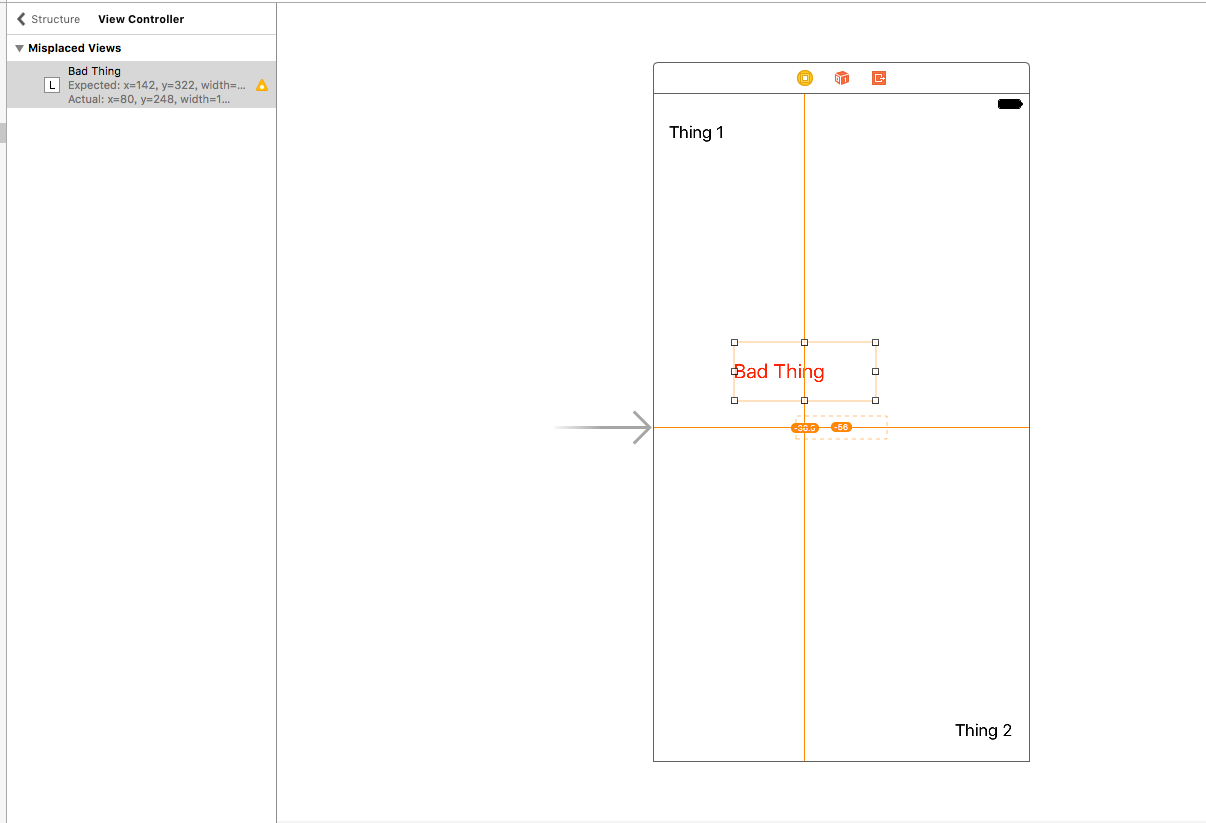 Structure View Controller
Misplaced Views
Bad Thing
L
Expected: x=142, y=322, width=...
Actual: x=80, y=248, width=1...
Thing 1
Bad Thing
-36.5 -56
Thing 2